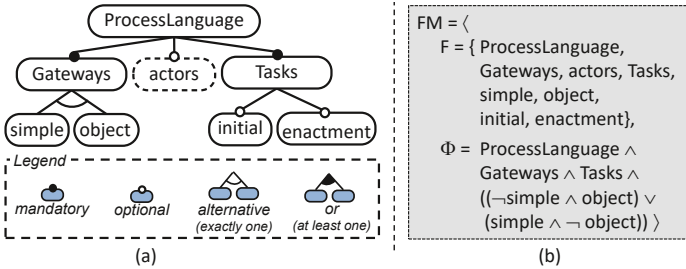 ProcessLanguage
Gateways
actors
Tasks
simple
object
initial
enactment
Legend
mandatory
optional
alternative
(exactly one)
or
(at least one)
(a)
FM = ⟨
F = { ProcessLanguage,
Gateways, actors, Tasks,
simple, object,
initial, enactment},
Φ = ProcessLanguage ∧
Gateways ∧ Tasks ∧
((¬simple ∧ object) ∨
(simple ∧ ¬ object)) ⟩
(b)